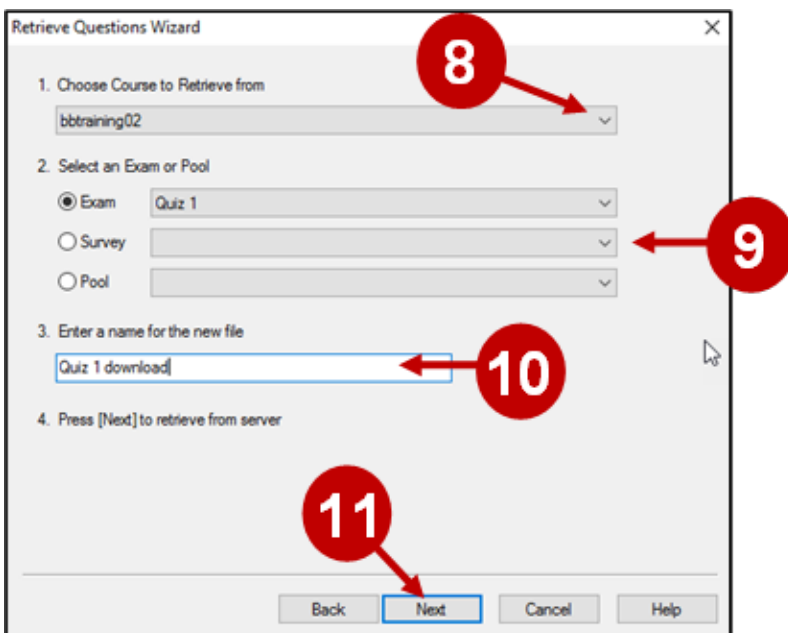 Retrieve Questions Wizard
8
1. Choose Course to Retrieve from
bbtraining02
2. Select an Exam or Pool
Exam Quiz 1
Survey
9
Pool
3. Enter a name for the new file
Quiz 1 download
10
4. Press [Next] to retrieve from server
11
Back Next Cancel Help